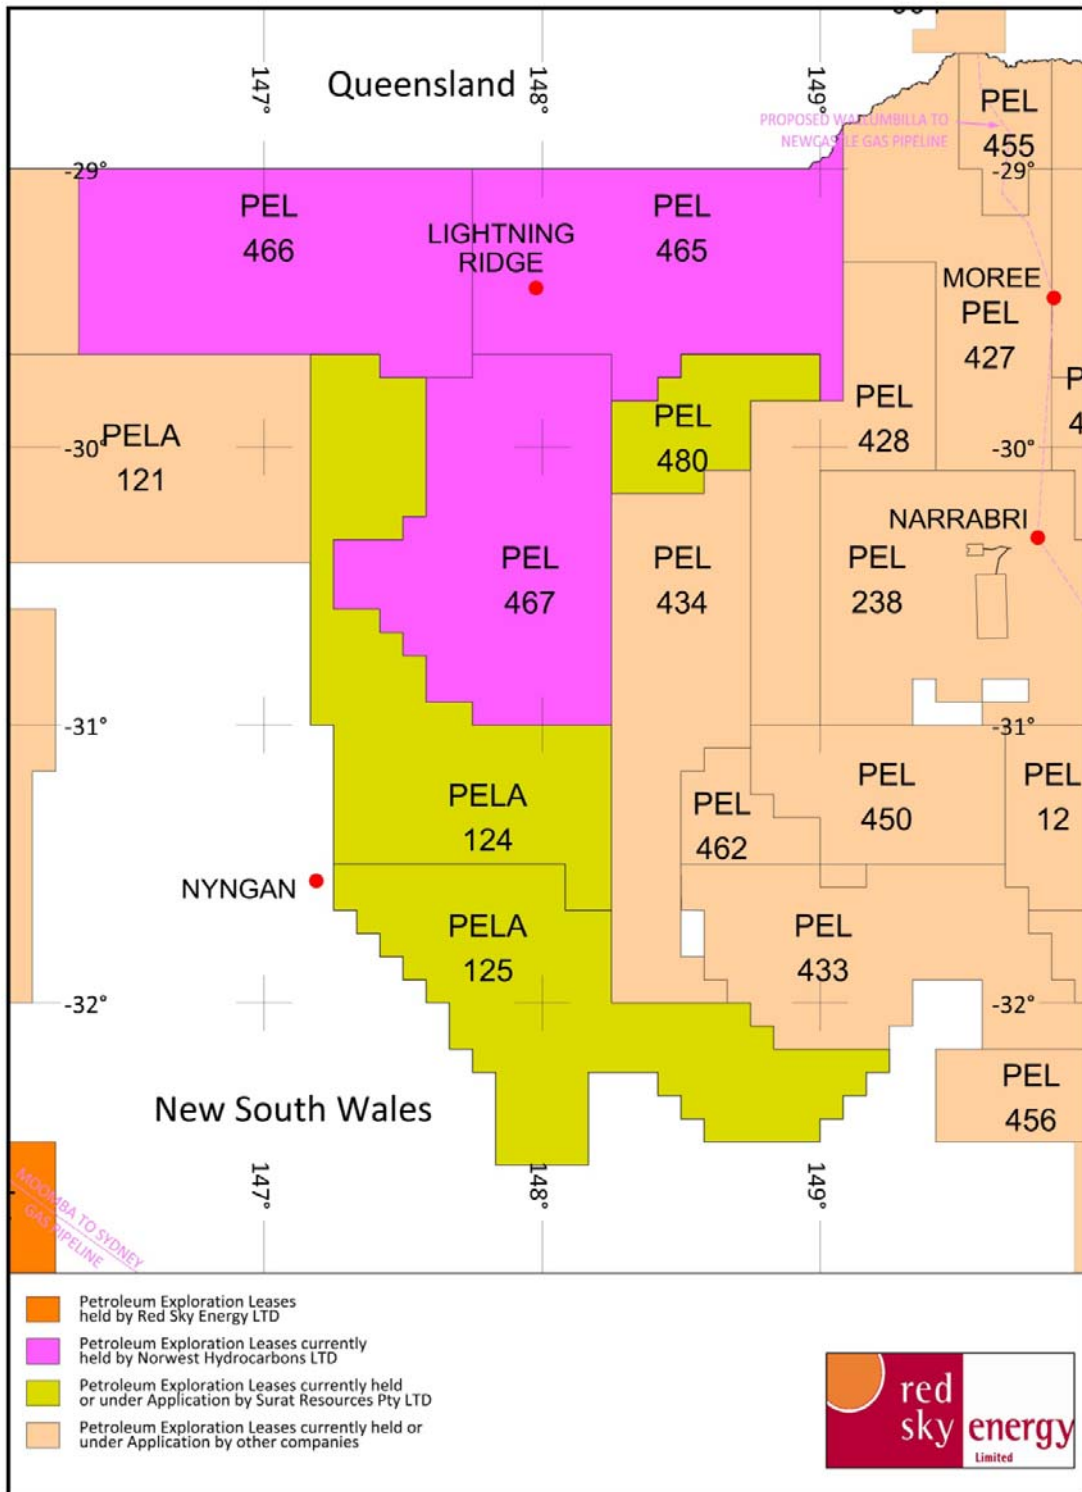 147°
148°
149°
Queensland
PROPOSED WALLUMBILLA TO
NEWCASTLE GAS PIPELINE
PEL
455
-29°
-29°
PEL
466
LIGHTNING
RIDGE
PEL
465
MOREE
PEL
427
PEL
428
PELA
121
-30°
PEL
480
-30°
4
NARRABRI
PEL
467
PEL
434
PEL
238
-31°
-31°
PELA
124
PEL
462
PEL
450
PEL
12
NYNGAN
PELA
125
PEL
433
-32°
-32°
New South Wales
PEL
456
147°
148°
149°
MOOMBA TO SYDNEY
GAS PIPELINE
Petroleum Exploration Leases
held by Red Sky Energy LTD
Petroleum Exploration Leases currently
held by Norwest Hydrocarbons LTD
Petroleum Exploration Leases currently held
or under Application by Surat Resources Pty LTD
Petroleum Exploration Leases currently held or
under Application by other companies
red
sky energy
Limited